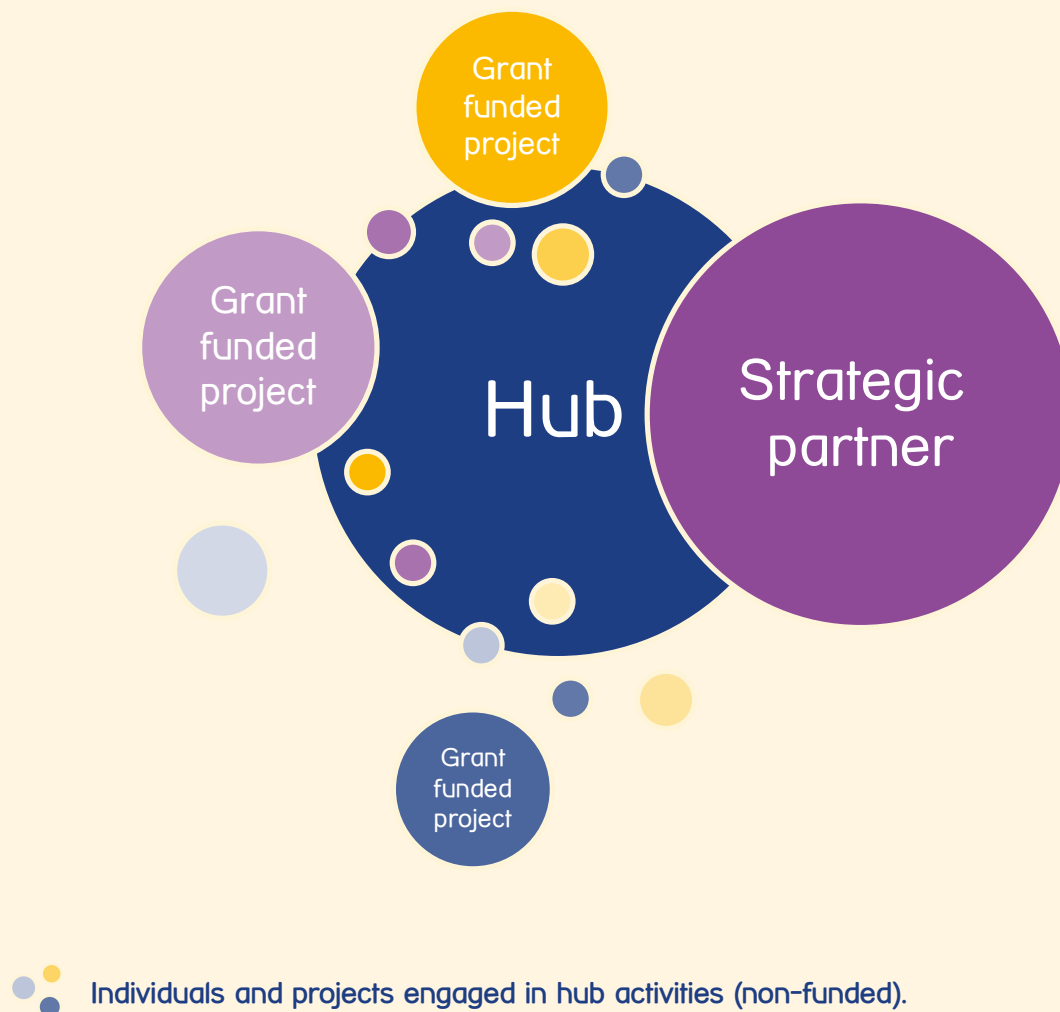 Grant
funded
project
Grant
funded
project
Hub
Strategic
partner
Grant
funded
project
Individuals and projects engaged in hub activities (non-funded).